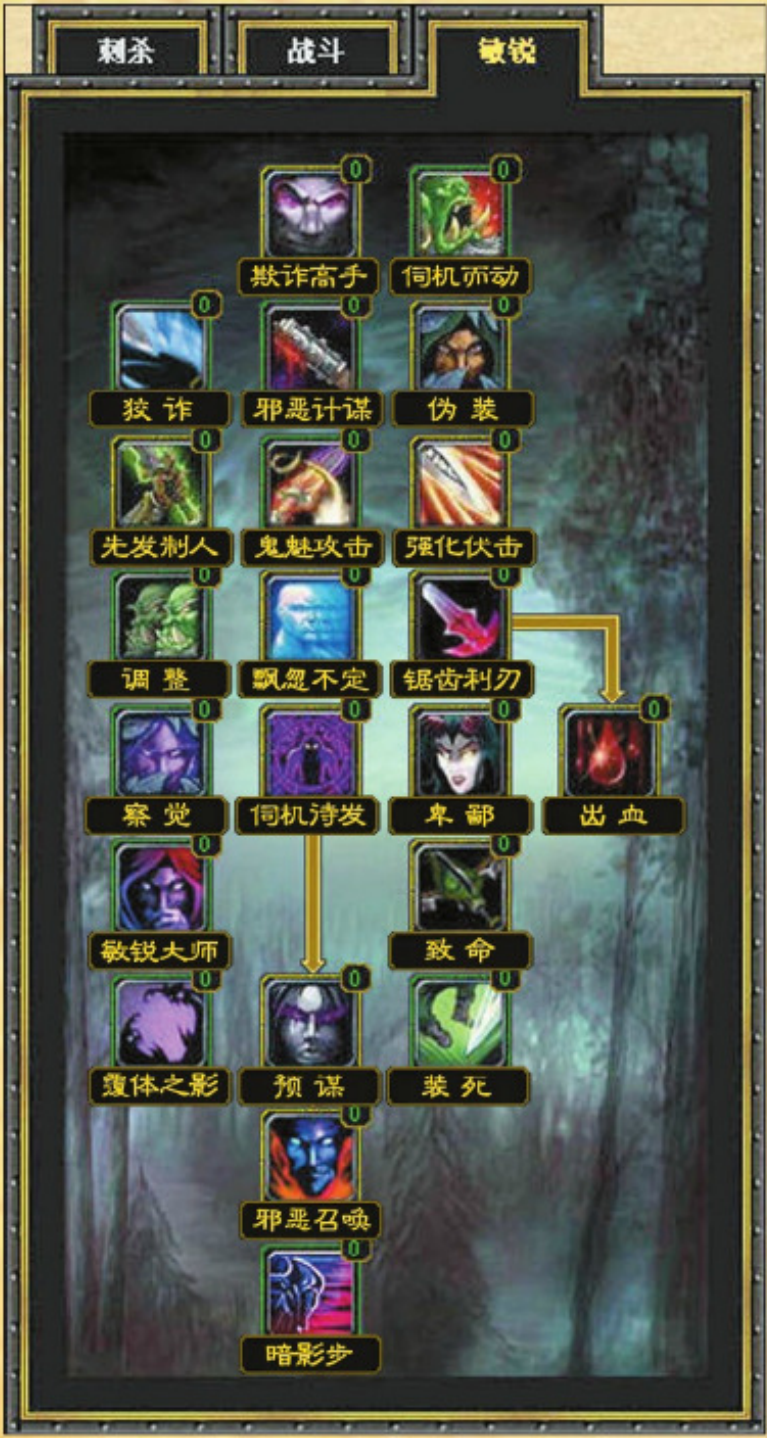 刺杀 战斗 敏锐
0 0
欺诈高手 伺机而动
0 0 0
狡诈 邪恶计谋 伪装
0 0 0
先发制人 鬼魅攻击 强化伏击
0 0 0
调整 飘忽不定 锯齿利刃
0 0 0 0
察觉 伺机待发 卑鄙 出血
0 0
敏锐大师 致命
0 0 0
覆体之影 预谋 装死
0
邪恶召唤
0
暗影步